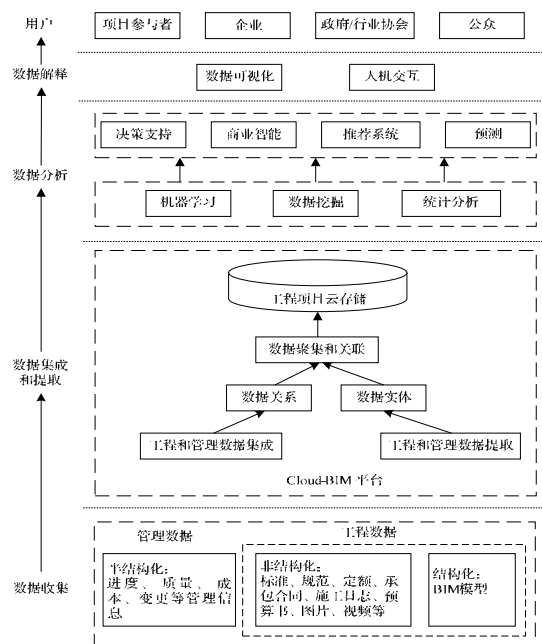 用户
项目参与者
企业
政府/行业协会
公众
数据解释
数据可视化
人机交互
决策支持
商业智能
推荐系统
预测
数据分析
机器学习
数据挖掘
统计分析
工程项目云存储
数据聚集和关联
数据集成
和提取
数据关系
数据实体
工程和管理数据集成
工程和管理数据提取
Cloud-BIM 平台
管理数据
工程数据
数据收集
半结构化:
进度、质量、成
本、变更等管理信
息
非结构化:
标准、规范、定额、承
包合同、施工日志、预
算书、图片、视频等
结构化:
BIM模型